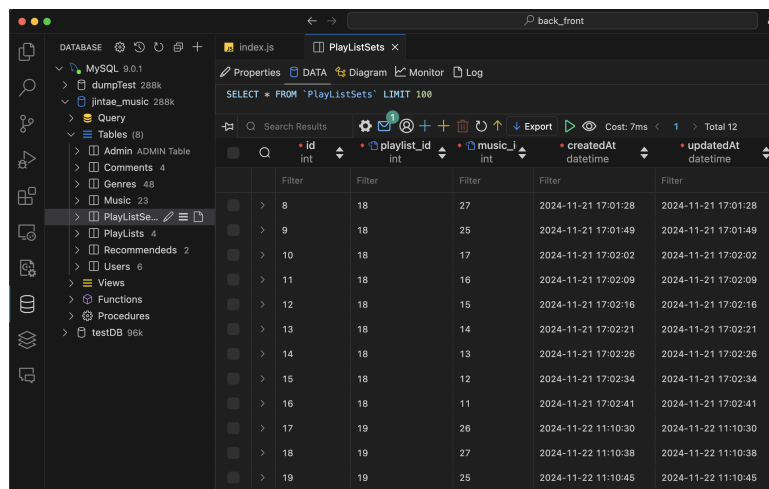 back_front
DATABASE
index.js
PlayListSets
MySQL 9.0.1
dumpTest 288k
jintae_music 288k
Query
Tables (8)
Admin ADMIN Table
Comments 4
Genres 48
Music 23
PlayListSe...
PlayLists 4
Recommendeds 2
Users 6
Views
Functions
Procedures
testDB 96k
Properties DATA Diagram Monitor Log
SELECT * FROM `PlayListSets` LIMIT 100
Search Results 1 Export Cost: 7ms 1 Total 12
* id * playlist_id * music_i * createdAt * updatedAt
int int int datetime datetime
Filter Filter Filter Filter Filter
8 18 27 2024-11-21 17:01:28 2024-11-21 17:01:28
9 18 25 2024-11-21 17:01:49 2024-11-21 17:01:49
10 18 17 2024-11-21 17:02:02 2024-11-21 17:02:02
11 18 16 2024-11-21 17:02:09 2024-11-21 17:02:09
12 18 15 2024-11-21 17:02:16 2024-11-21 17:02:16
13 18 14 2024-11-21 17:02:21 2024-11-21 17:02:21
14 18 13 2024-11-21 17:02:26 2024-11-21 17:02:26
15 18 12 2024-11-21 17:02:34 2024-11-21 17:02:34
16 18 11 2024-11-21 17:02:41 2024-11-21 17:02:41
17 19 26 2024-11-22 11:10:30 2024-11-22 11:10:30
18 19 27 2024-11-22 11:10:38 2024-11-22 11:10:38
19 19 25 2024-11-22 11:10:45 2024-11-22 11:10:45